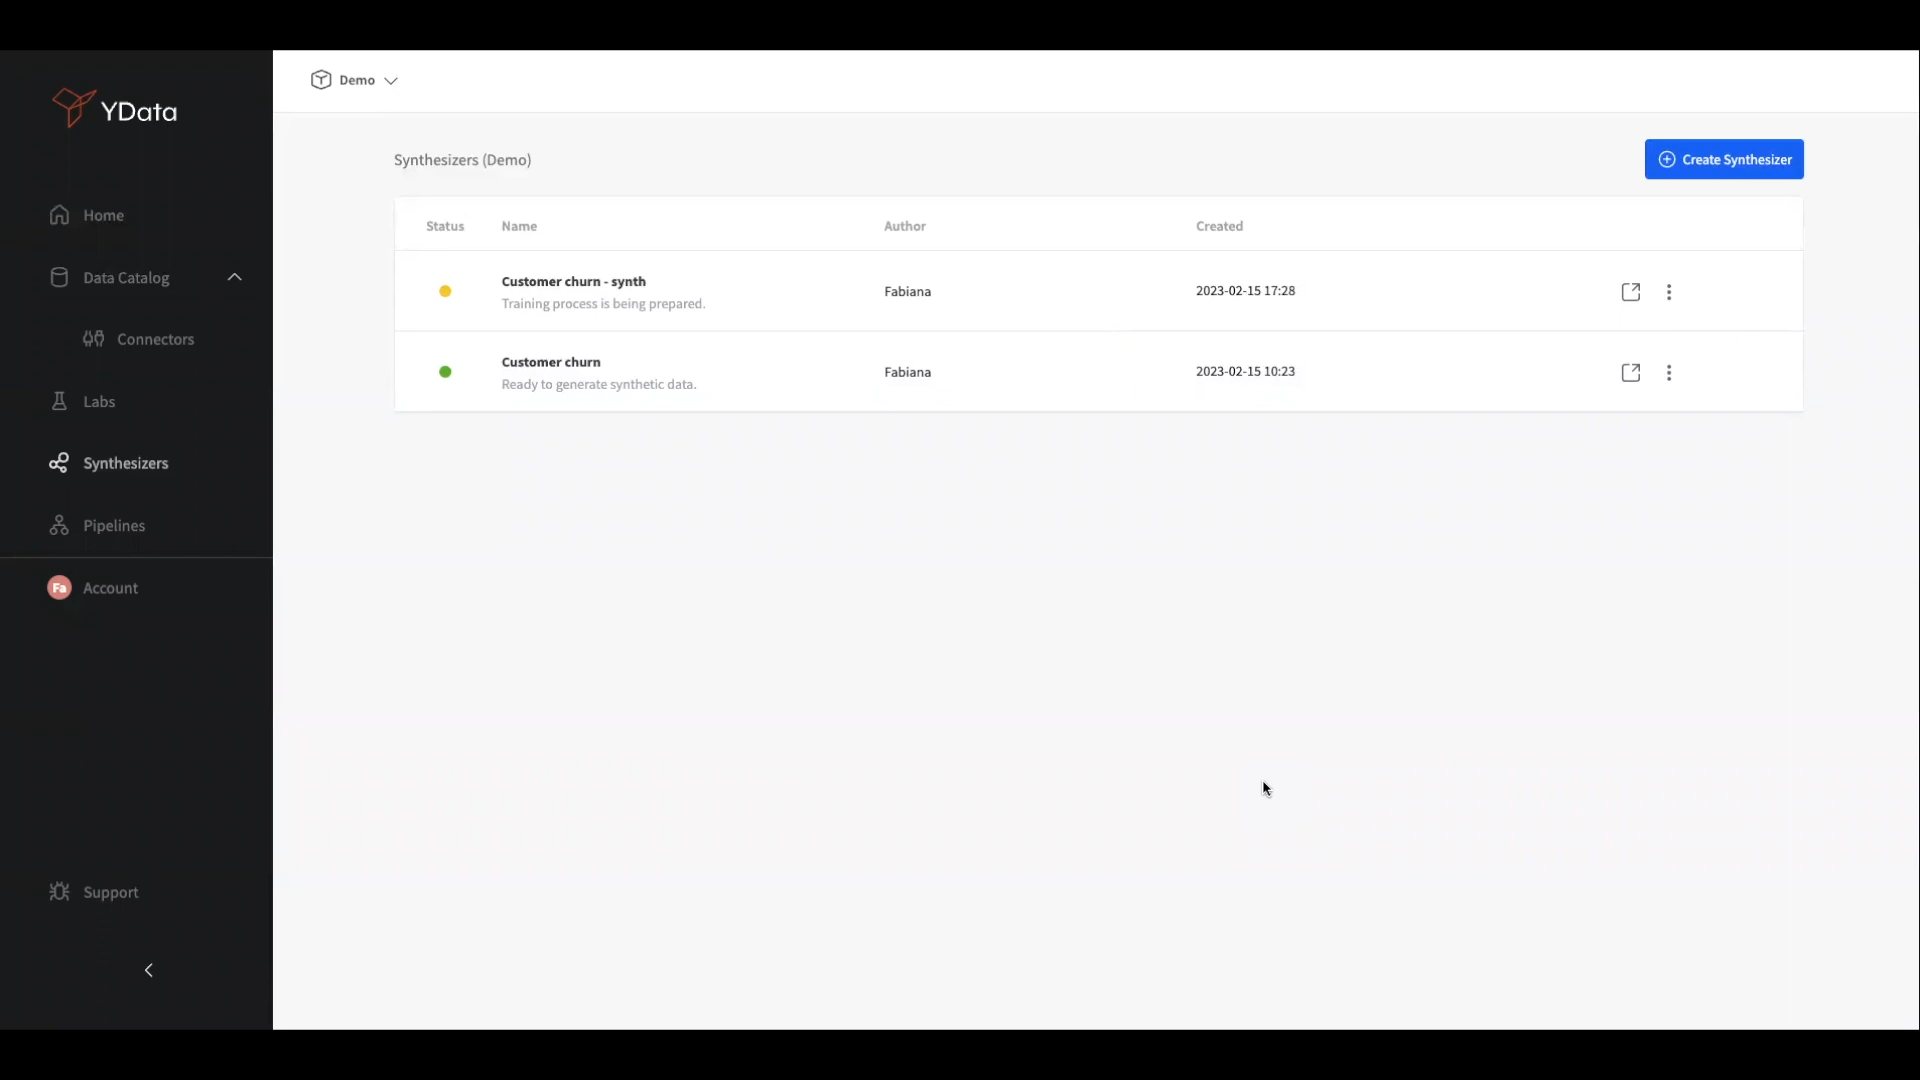 YData
Demo
Synthesizers (Demo)
Create Synthesizer
Home
Data Catalog
Connectors
Labs
Synthesizers
Pipelines
Fa Account
Support
Status Name Author Created
Customer churn - synth
Training process is being prepared.
Fabiana
2023-02-15 17:28
Customer churn
Ready to generate synthetic data.
Fabiana
2023-02-15 10:23